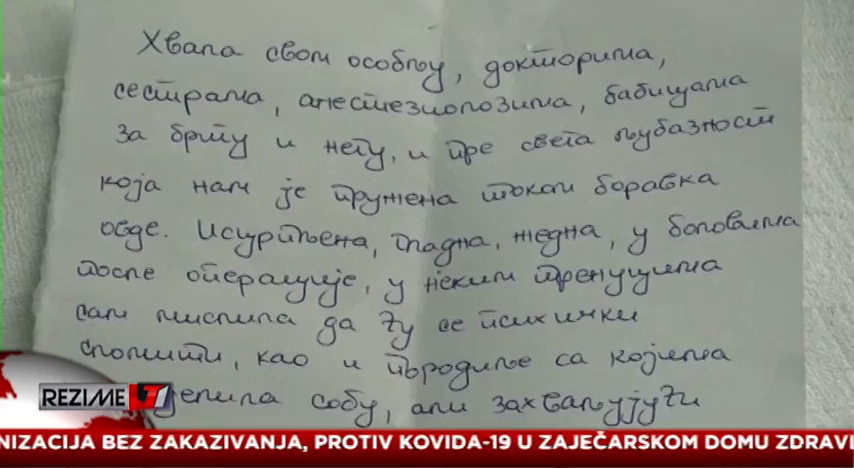 Хвала свом особљу, докторима,
сестрама, анестезиолозима, бабицама
за бригу и негу, и пре свега љубазност
која нам је пружена током боравка
овде. Исцрпљена, гладна, жедна, у боловима
после операције, у неким тренуцима
сам мислила да ћу се психички
сломити, као и породиље са којима
делила собу, али захваљујући
REZIME
NIZACIJA BEZ ZAKAZIVANJA, PROTIV KOVIDA-19 U ZAJEČARSKOM DOMU ZDRAVL